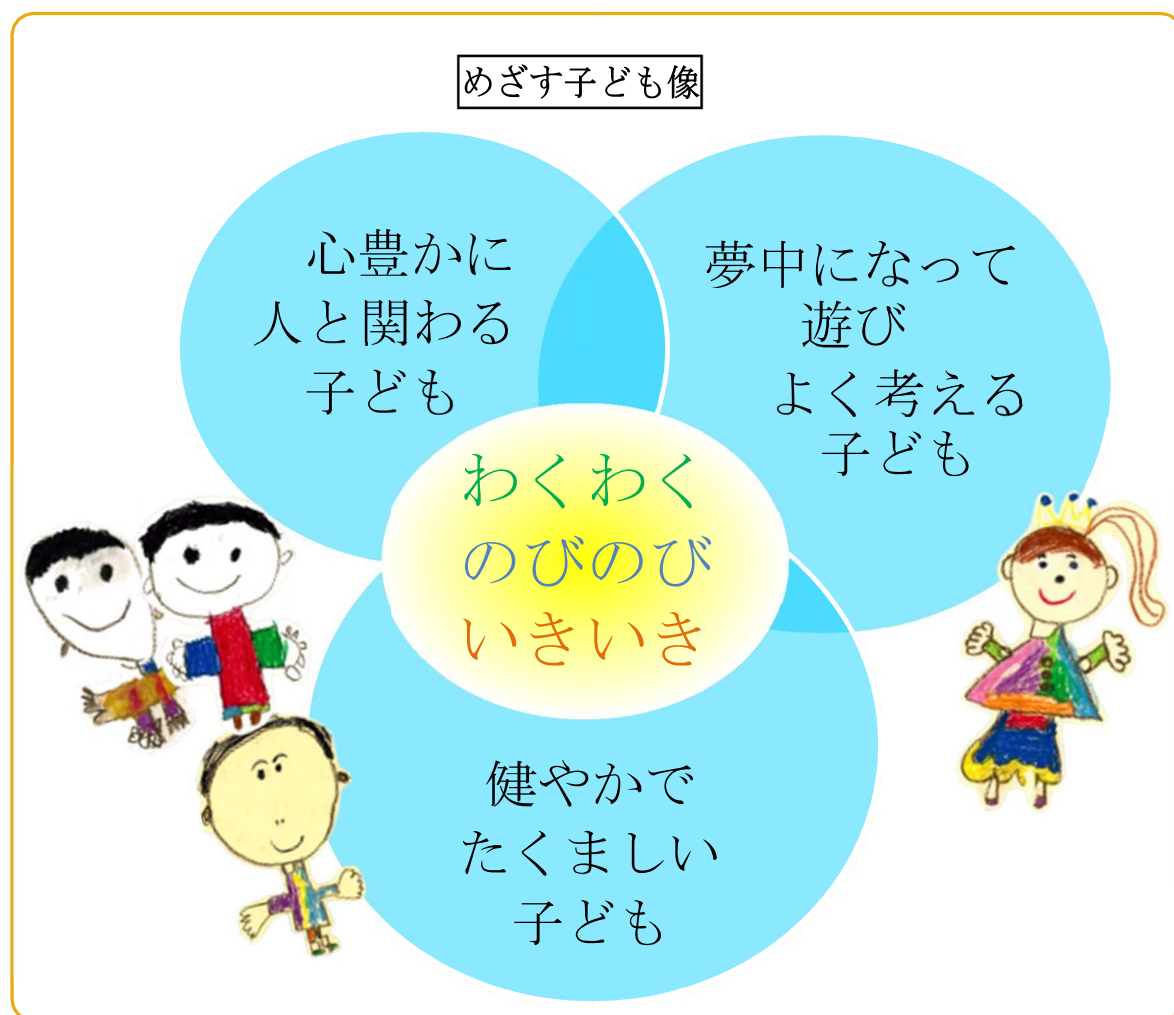 めざす子ども像
心豊かに
人と関わる
子ども
夢中になって
遊び
よく考える
子ども
わくわく
のびのび
いきいき
健やかで
たくましい
子ども